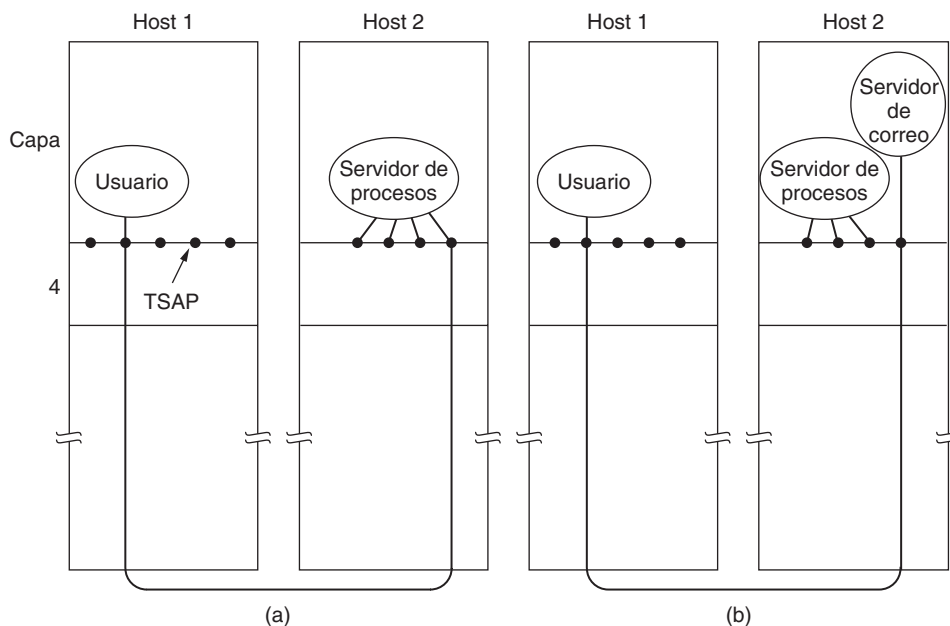 Host 1
Host 2
Host 1
Host 2
Capa
Usuario
Servidor de
procesos
Usuario
Servidor de
procesos
Servidor
de
correo
4
TSAP
(a)
(b)